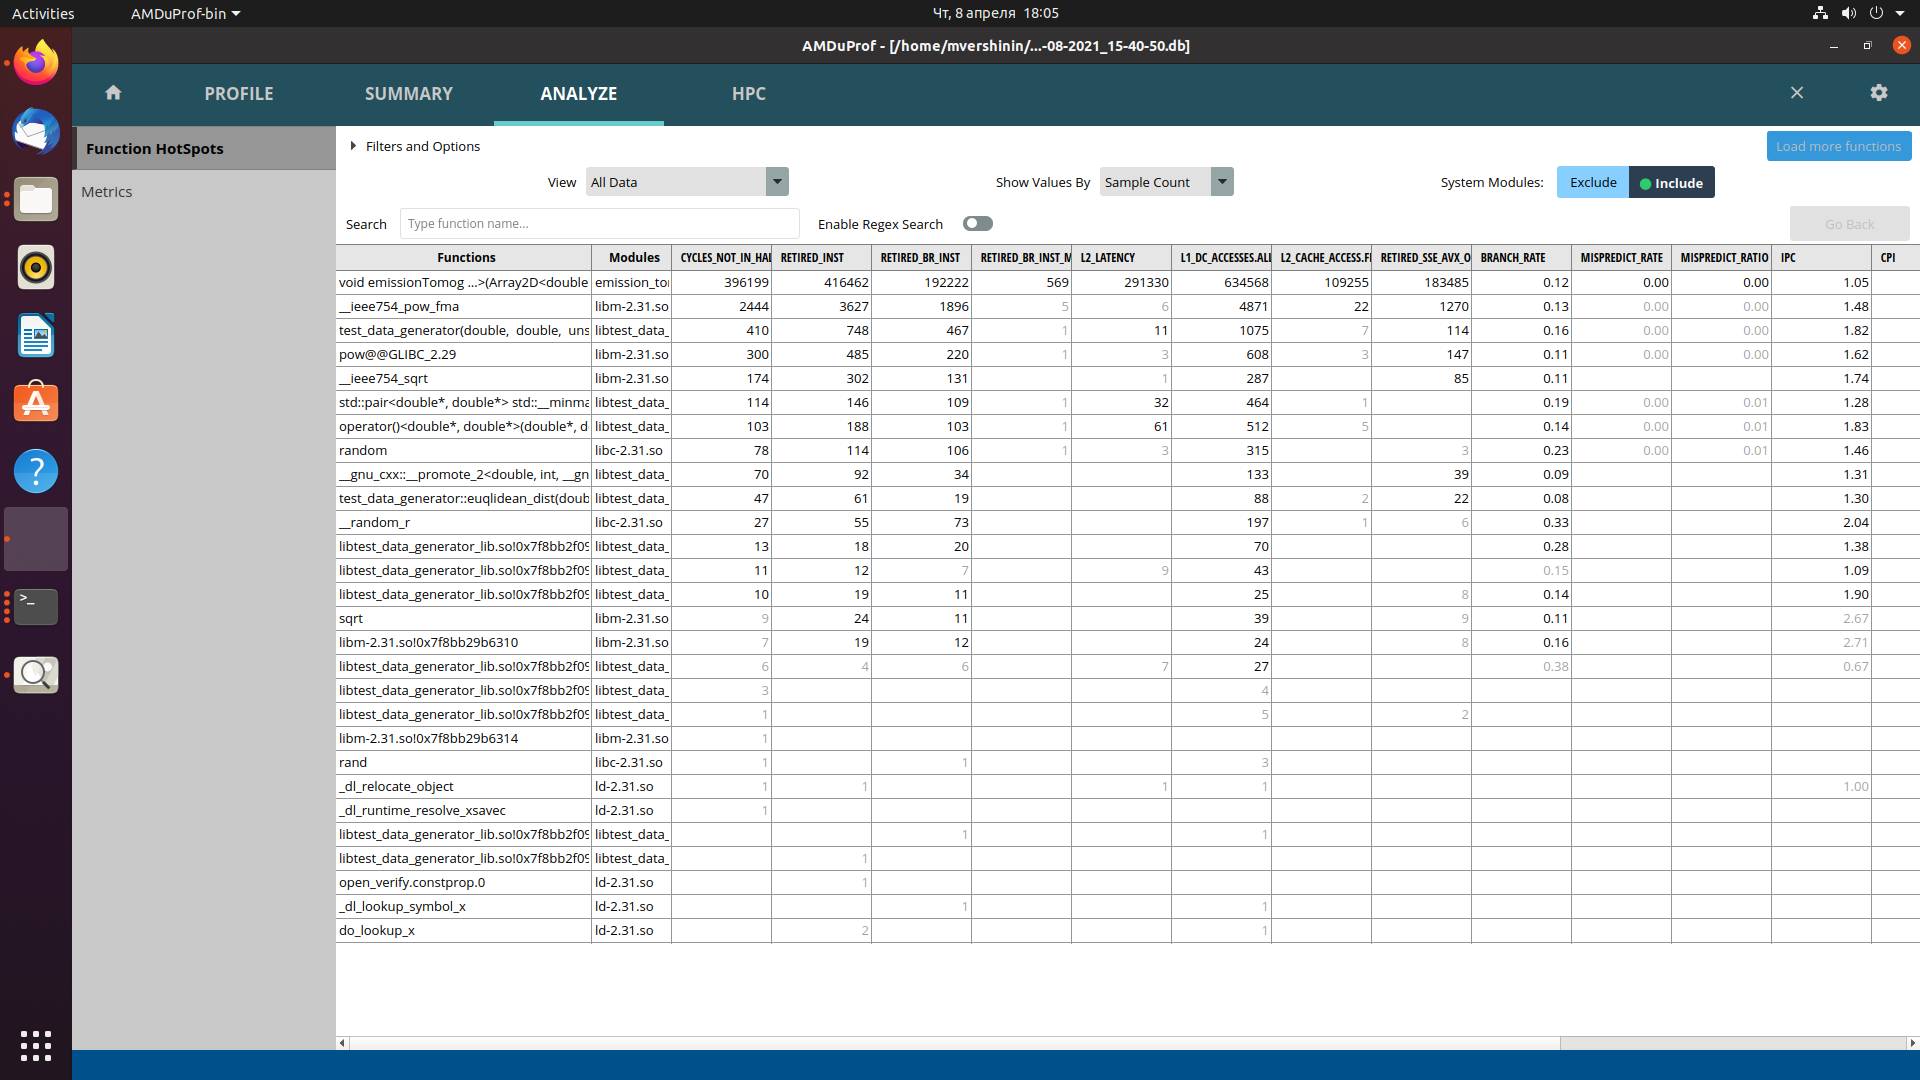 Activities AMDuProf-bin Чт, 8 апреля 18:05
AMDuProf - [/home/mvershinin/...-08-2021_15-40-50.db]
PROFILE SUMMARY ANALYZE HPC
Function HotSpots
Metrics
Filters and Options Load more functions
View All Data Show Values By Sample Count System Modules: Exclude Include
Search Type function name... Enable Regex Search Go Back
Functions Modules CYCLES_NOT_IN_HAL RETIRED_INST RETIRED_BR_INST RETIRED_BR_INST_M L2_LATENCY L1_DC_ACCESSES.ALL L2_CACHE_ACCESS.F RETIRED_SSE_AVX_O BRANCH_RATE MISPREDICT_RATE MISPREDICT_RATIO IPC CPI
void emissionTomog ...>(Array2D<double emission_to 396199 416462 192222 569 291330 634568 109255 183485 0.12 0.00 0.00 1.05
__ieee754_pow_fma libm-2.31.so 2444 3627 1896 5 6 4871 22 1270 0.13 0.00 0.00 1.48
test_data_generator(double, double, uns libtest_data_ 410 748 467 1 11 1075 7 114 0.16 0.00 0.00 1.82
pow@@GLIBC_2.29 libm-2.31.so 300 485 220 1 3 608 3 147 0.11 0.00 0.00 1.62
__ieee754_sqrt libm-2.31.so 174 302 131 1 287 85 0.11 1.74
std::pair<double*, double*> std::__minma libtest_data_ 114 146 109 1 32 464 1 0.19 0.00 0.01 1.28
operator()<double*, double*>(double*, d libtest_data_ 103 188 103 1 61 512 5 0.14 0.00 0.01 1.83
random libc-2.31.so 78 114 106 1 3 315 3 0.23 0.00 0.01 1.46
__gnu_cxx::__promote_2<double, int, __gn libtest_data_ 70 92 34 133 39 0.09 1.31
test_data_generator::euqlidean_dist(doub libtest_data_ 47 61 19 88 2 22 0.08 1.30
__random_r libc-2.31.so 27 55 73 197 1 6 0.33 2.04
libtest_data_generator_lib.so!0x7f8bb2f09 libtest_data_ 13 18 20 70 0.28 1.38
libtest_data_generator_lib.so!0x7f8bb2f09 libtest_data_ 11 12 7 9 43 0.15 1.09
libtest_data_generator_lib.so!0x7f8bb2f09 libtest_data_ 10 19 11 25 8 0.14 1.90
sqrt libm-2.31.so 9 24 11 39 9 0.11 2.67
libm-2.31.so!0x7f8bb29b6310 libm-2.31.so 7 19 12 24 8 0.16 2.71
libtest_data_generator_lib.so!0x7f8bb2f09 libtest_data_ 6 4 6 7 27 0.38 0.67
libtest_data_generator_lib.so!0x7f8bb2f09 libtest_data_ 3 4
libtest_data_generator_lib.so!0x7f8bb2f09 libtest_data_ 1 5 2
libm-2.31.so!0x7f8bb29b6314 libm-2.31.so 1
rand libc-2.31.so 1 1 3
_dl_relocate_object ld-2.31.so 1 1 1 1 1.00
_dl_runtime_resolve_xsavec ld-2.31.so 1
libtest_data_generator_lib.so!0x7f8bb2f09 libtest_data_ 1 1
libtest_data_generator_lib.so!0x7f8bb2f09 libtest_data_ 1
open_verify.constprop.0 ld-2.31.so 1
_dl_lookup_symbol_x ld-2.31.so 1 1
do_lookup_x ld-2.31.so 2 1